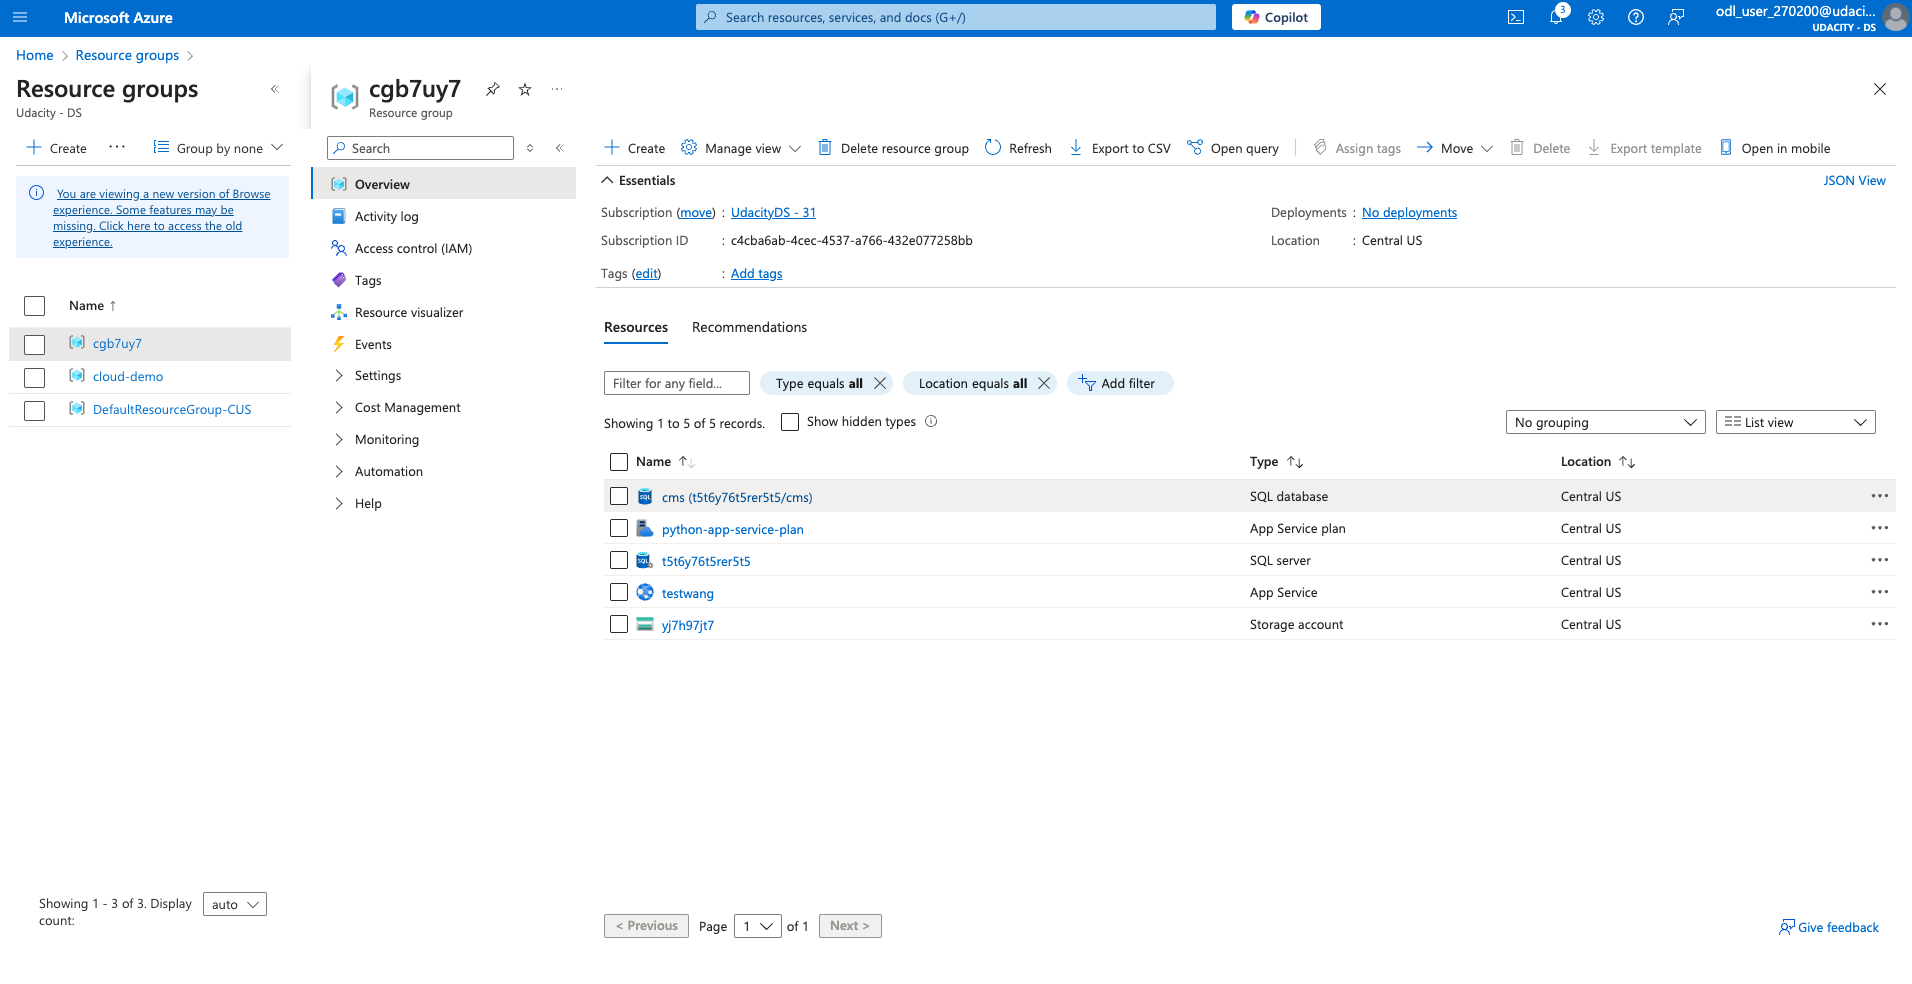 Microsoft Azure
Search resources, services, and docs (G+/)
Copilot
3
odl_user_270200@udaci...
UDACITY - DS
Home > Resource groups >
Resource groups
Udacity - DS
Create
Group by none
You are viewing a new version of Browse
experience. Some features may be
missing. Click here to access the old
experience.
Name ↑
cgb7uy7
cloud-demo
DefaultResourceGroup-CUS
Showing 1 - 3 of 3. Display
count:
auto
cgb7uy7
Resource group
Search
Overview
Activity log
Access control (IAM)
Tags
Resource visualizer
Events
Settings
Cost Management
Monitoring
Automation
Help
Create Manage view Delete resource group Refresh Export to CSV Open query Assign tags Move Delete Export template Open in mobile
Essentials
JSON View
Subscription (move) : UdacityDS - 31
Subscription ID : c4cba6ab-4cec-4537-a766-432e077258bb
Tags (edit) : Add tags
Deployments : No deployments
Location : Central US
Resources Recommendations
Filter for any field... Type equals all Location equals all Add filter
Showing 1 to 5 of 5 records. Show hidden types
No grouping List view
Name ↑↓ Type ↑↓ Location ↑↓
cms (t5t6y76t5rer5t5/cms) SQL database Central US
python-app-service-plan App Service plan Central US
t5t6y76t5rer5t5 SQL server Central US
testwang App Service Central US
yj7h97jt7 Storage account Central US
< Previous Page 1 of 1 Next >
Give feedback